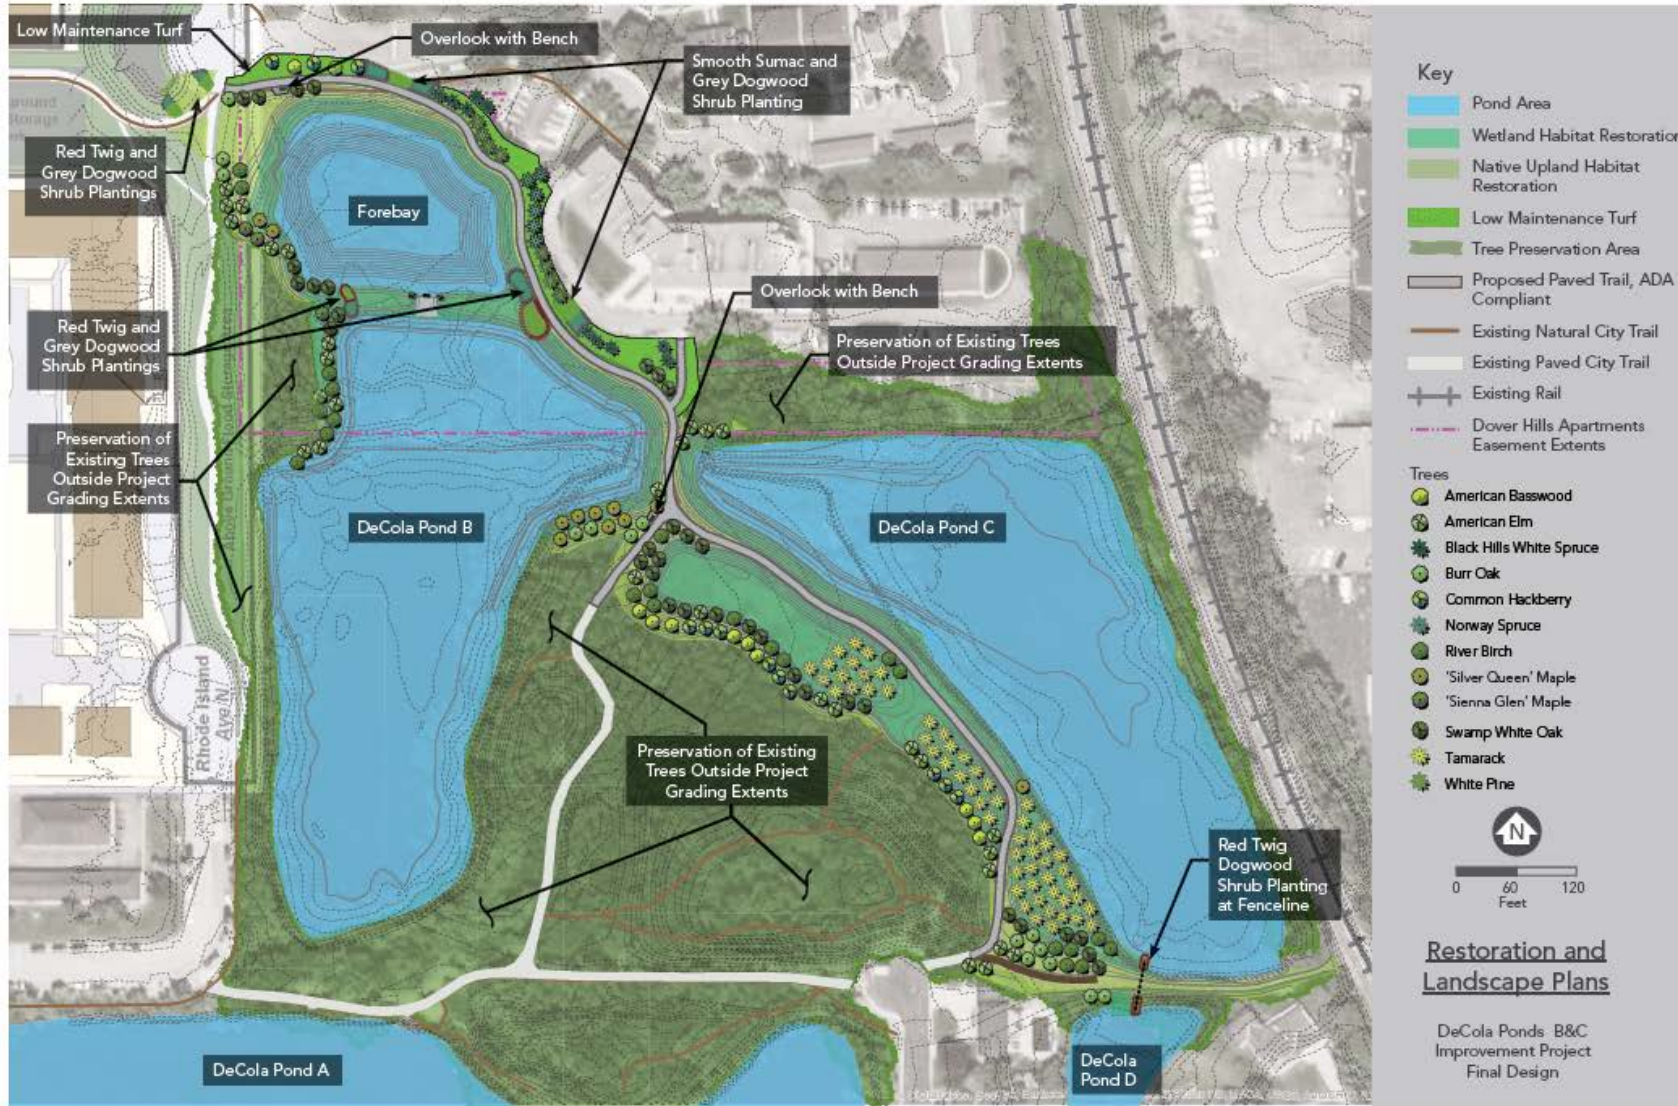 Low Maintenance Turf
Overlook with Bench
Smooth Sumac and
Grey Dogwood
Shrub Planting
Red Twig and
Grey Dogwood
Shrub Plantings
Forebay
Overlook with Bench
Red Twig and
Grey Dogwood
Shrub Plantings
Preservation of Existing Trees
Outside Project Grading Extents
Preservation of
Existing Trees
Outside Project
Grading Extents
DeCola Pond B
DeCola Pond C
Rhode Island
Ave N
Preservation of Existing
Trees Outside Project
Grading Extents
Red Twig
Dogwood
Shrub Planting
at Fenceline
DeCola Pond A
DeCola
Pond D
Key
Pond Area
Wetland Habitat Restoration
Native Upland Habitat
Restoration
Low Maintenance Turf
Tree Preservation Area
Proposed Paved Trail, ADA
Compliant
Existing Natural City Trail
Existing Paved City Trail
Existing Rail
Dover Hills Apartments
Easement Extents
Trees
American Basswood
American Elm
Black Hills White Spruce
Burr Oak
Common Hackberry
Norway Spruce
River Birch
'Silver Queen' Maple
'Sienna Glen' Maple
Swamp White Oak
Tamarack
White Pine
N
0 60 120
Feet
Restoration and
Landscape Plans
DeCola Ponds B&C
Improvement Project
Final Design